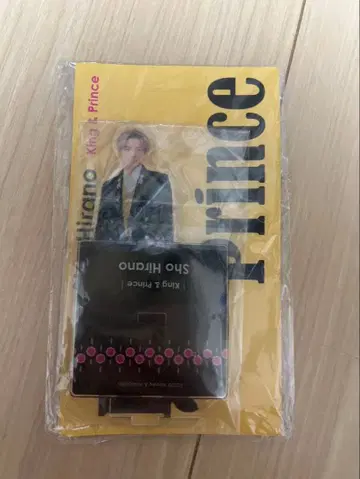 Hirano King & Prince
Prince
King & Prince
Sho Hirano